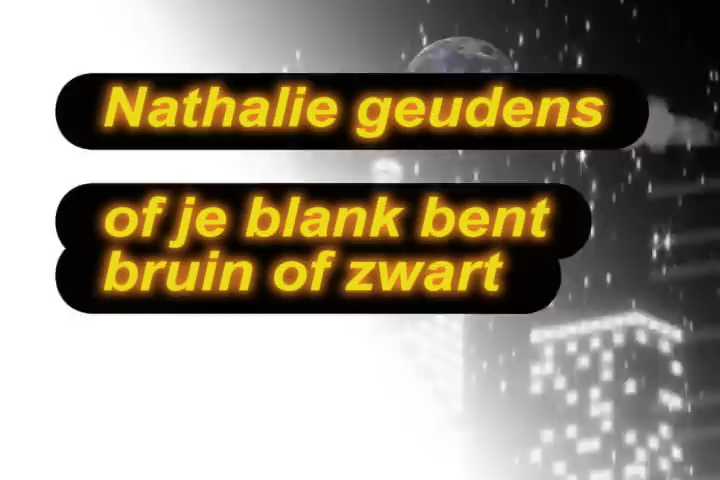 Nathalie geudens
of je blank bent
bruin of zwart